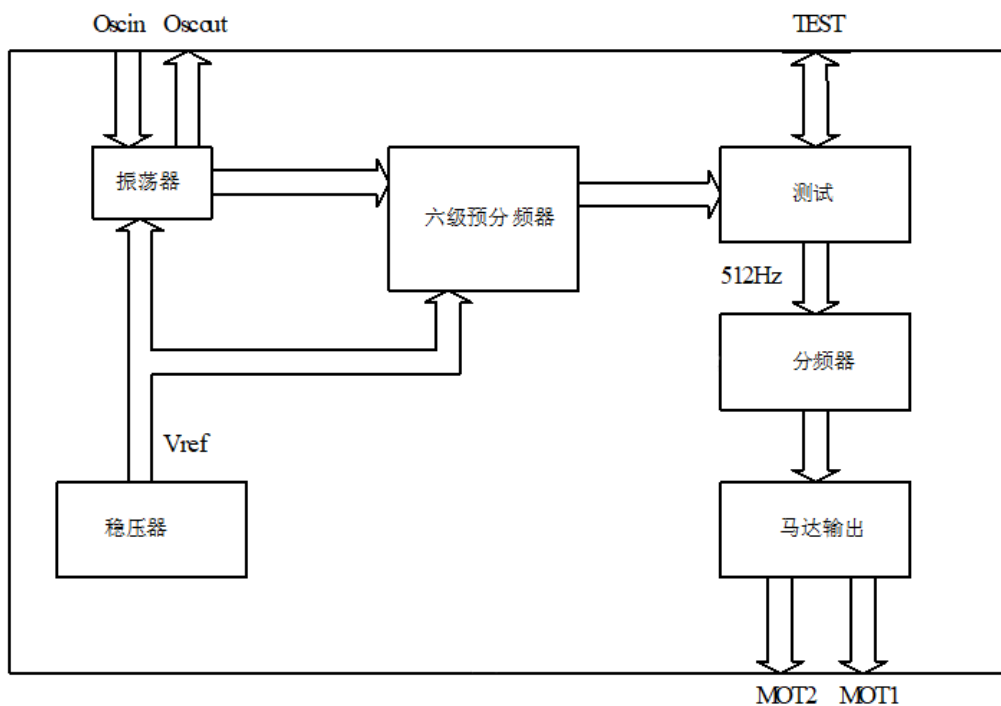 Oscin Oscout
TEST
振荡器
六级预分频器
测试
512Hz
分频器
Vref
稳压器
马达输出
MOT2 MOT1